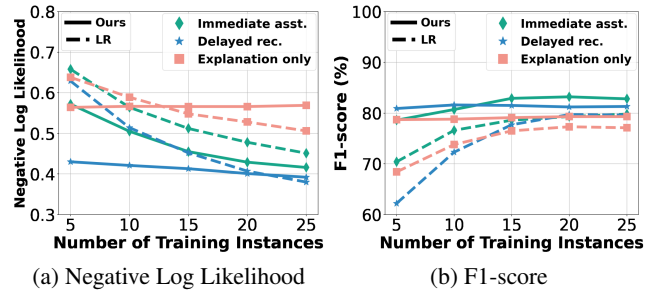 Ours
LR
Immediate asst.
Delayed rec.
Explanation only
Negative Log Likelihood
0.8
0.7
0.6
0.5
0.4
0.3
5 10 15 20 25
Number of Training Instances
(a) Negative Log Likelihood
Ours
LR
Immediate asst.
Delayed rec.
Explanation only
F1-score (%)
100
90
80
70
60
5 10 15 20 25
Number of Training Instances
(b) F1-score